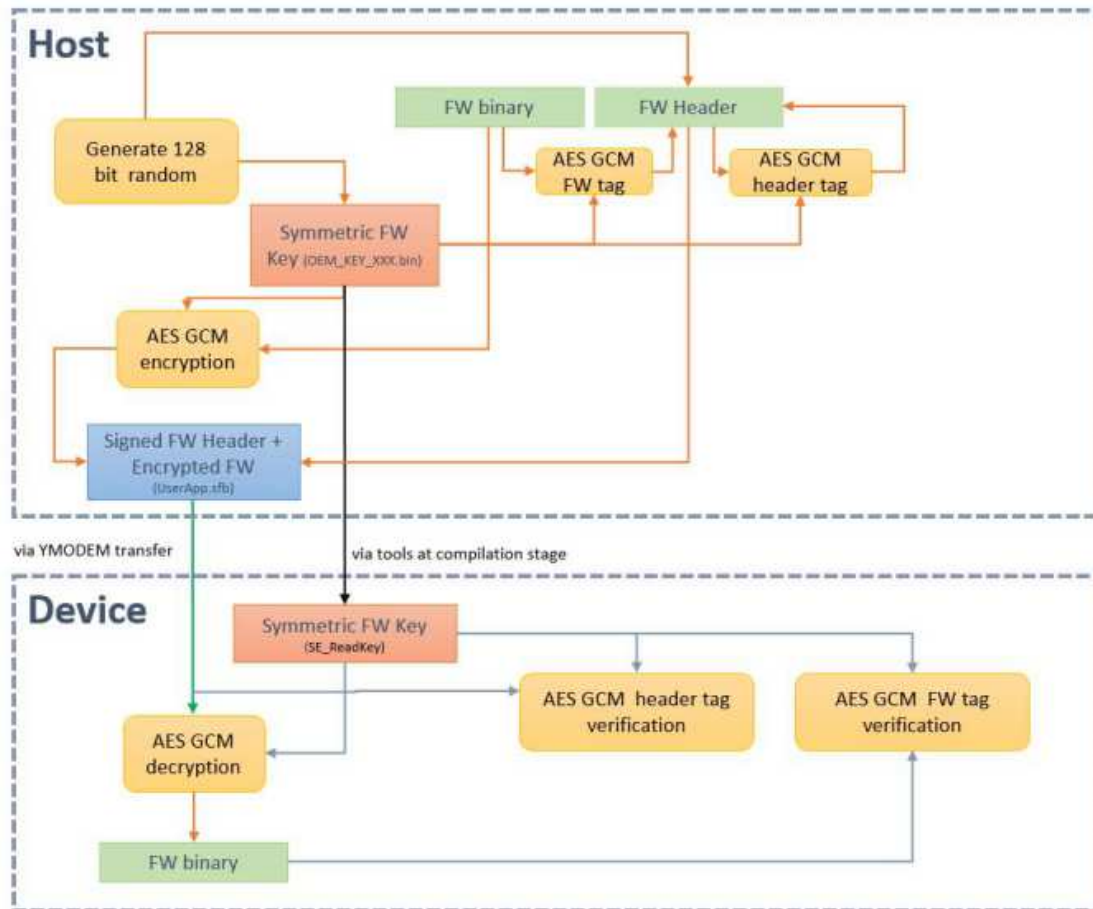 Host
FW binary
FW Header
Generate 128
bit random
AES GCM
FW tag
AES GCM
header tag
Symmetric FW
Key (OEM_KEY_XXX.bin)
AES GCM
encryption
Signed FW Header +
Encrypted FW
(UserApp.sfb)
via YMODEM transfer
via tools at compilation stage
Device
Symmetric FW Key
(SE_ReadKey)
AES GCM header tag
verification
AES GCM FW tag
verification
AES GCM
decryption
FW binary